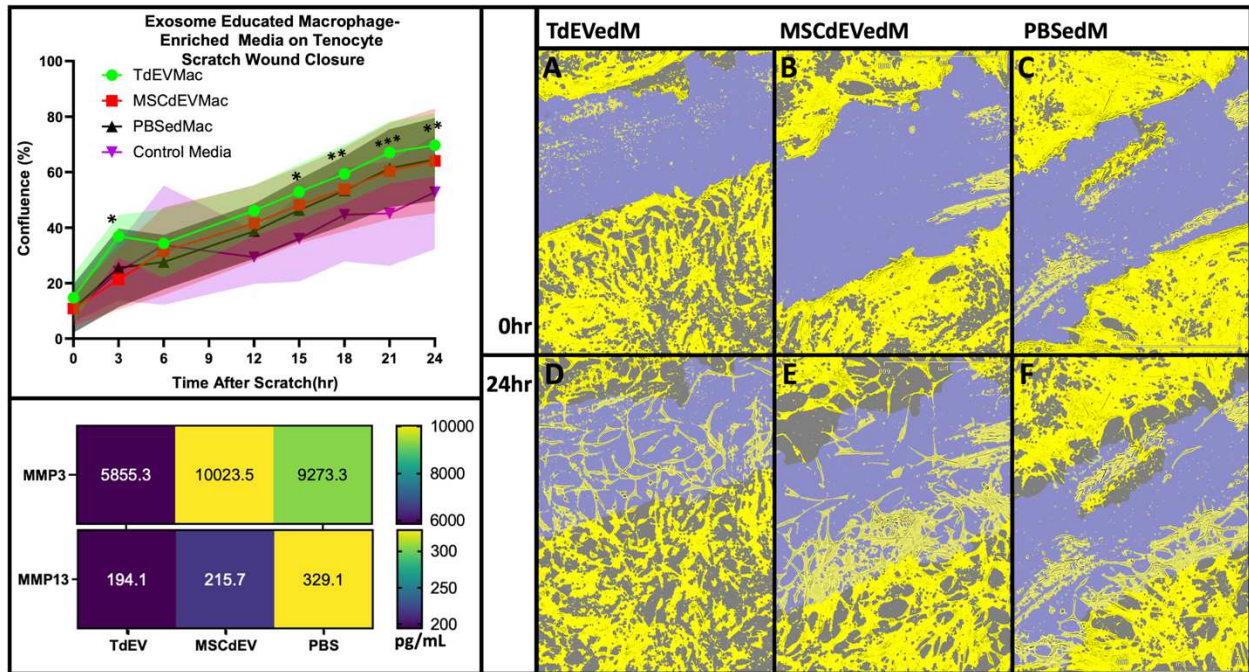 Exosome Educated Macrophage-
Enriched Media on Tenocyte
Scratch Wound Closure
TdEVMac
MSCdEVMac
PBSedMac
Control Media
100
80
60
40
20
0
Confluence (%)
*
*
**
***
**
0 3 6 9 12 15 18 21 24
Time After Scratch(hr)
MMP3
5855.3 10023.5 9273.3
MMP13
194.1 215.7 329.1
TdEV MSCdEV PBS
10000
8000
6000
300
250
200
pg/mL
TdEVedM MSCdEVedM PBSedM
A B C
0hr
24hr
D E F